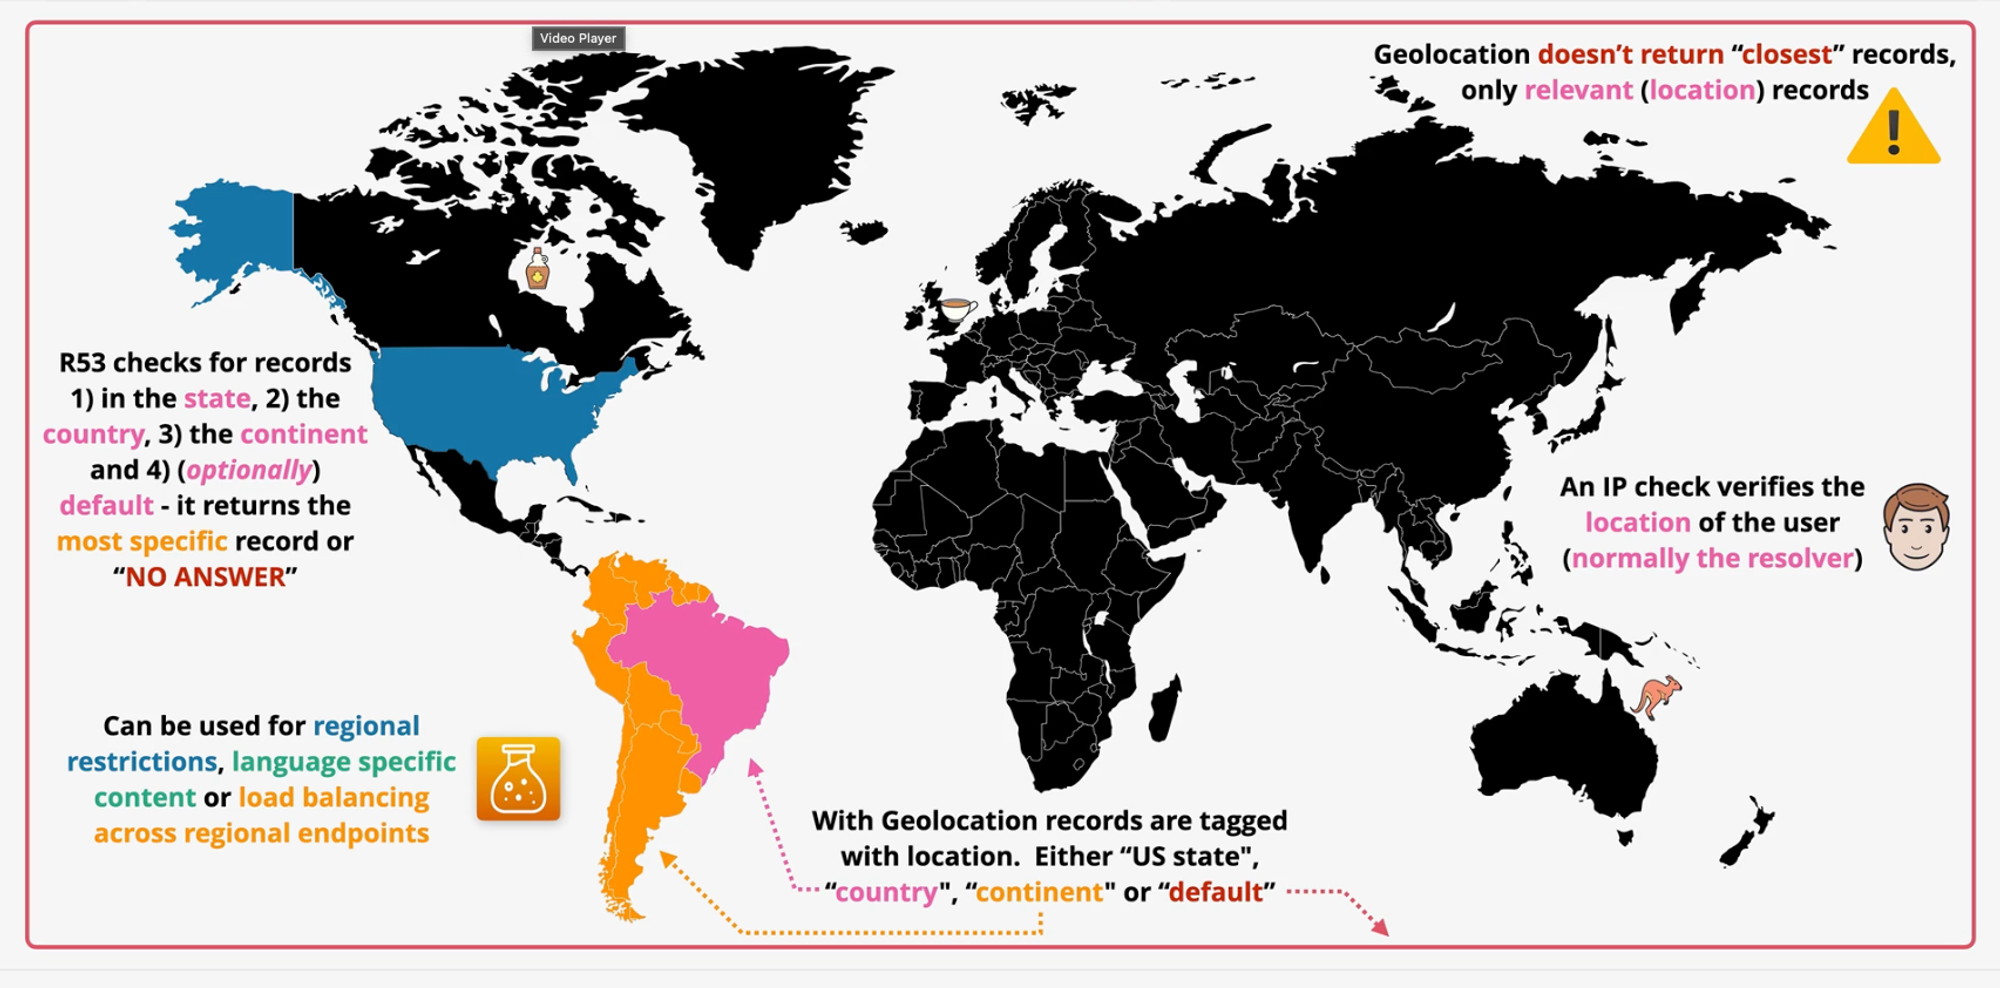 Video Player
Geolocation doesn’t return “closest” records,
only relevant (location) records
R53 checks for records
1) in the state, 2) the
country, 3) the continent
and 4) (optionally)
default - it returns the
most specific record or
“NO ANSWER”
An IP check verifies the
location of the user
(normally the resolver)
Can be used for regional
restrictions, language specific
content or load balancing
across regional endpoints
With Geolocation records are tagged
with location.  Either “US state",
“country", “continent" or “default”